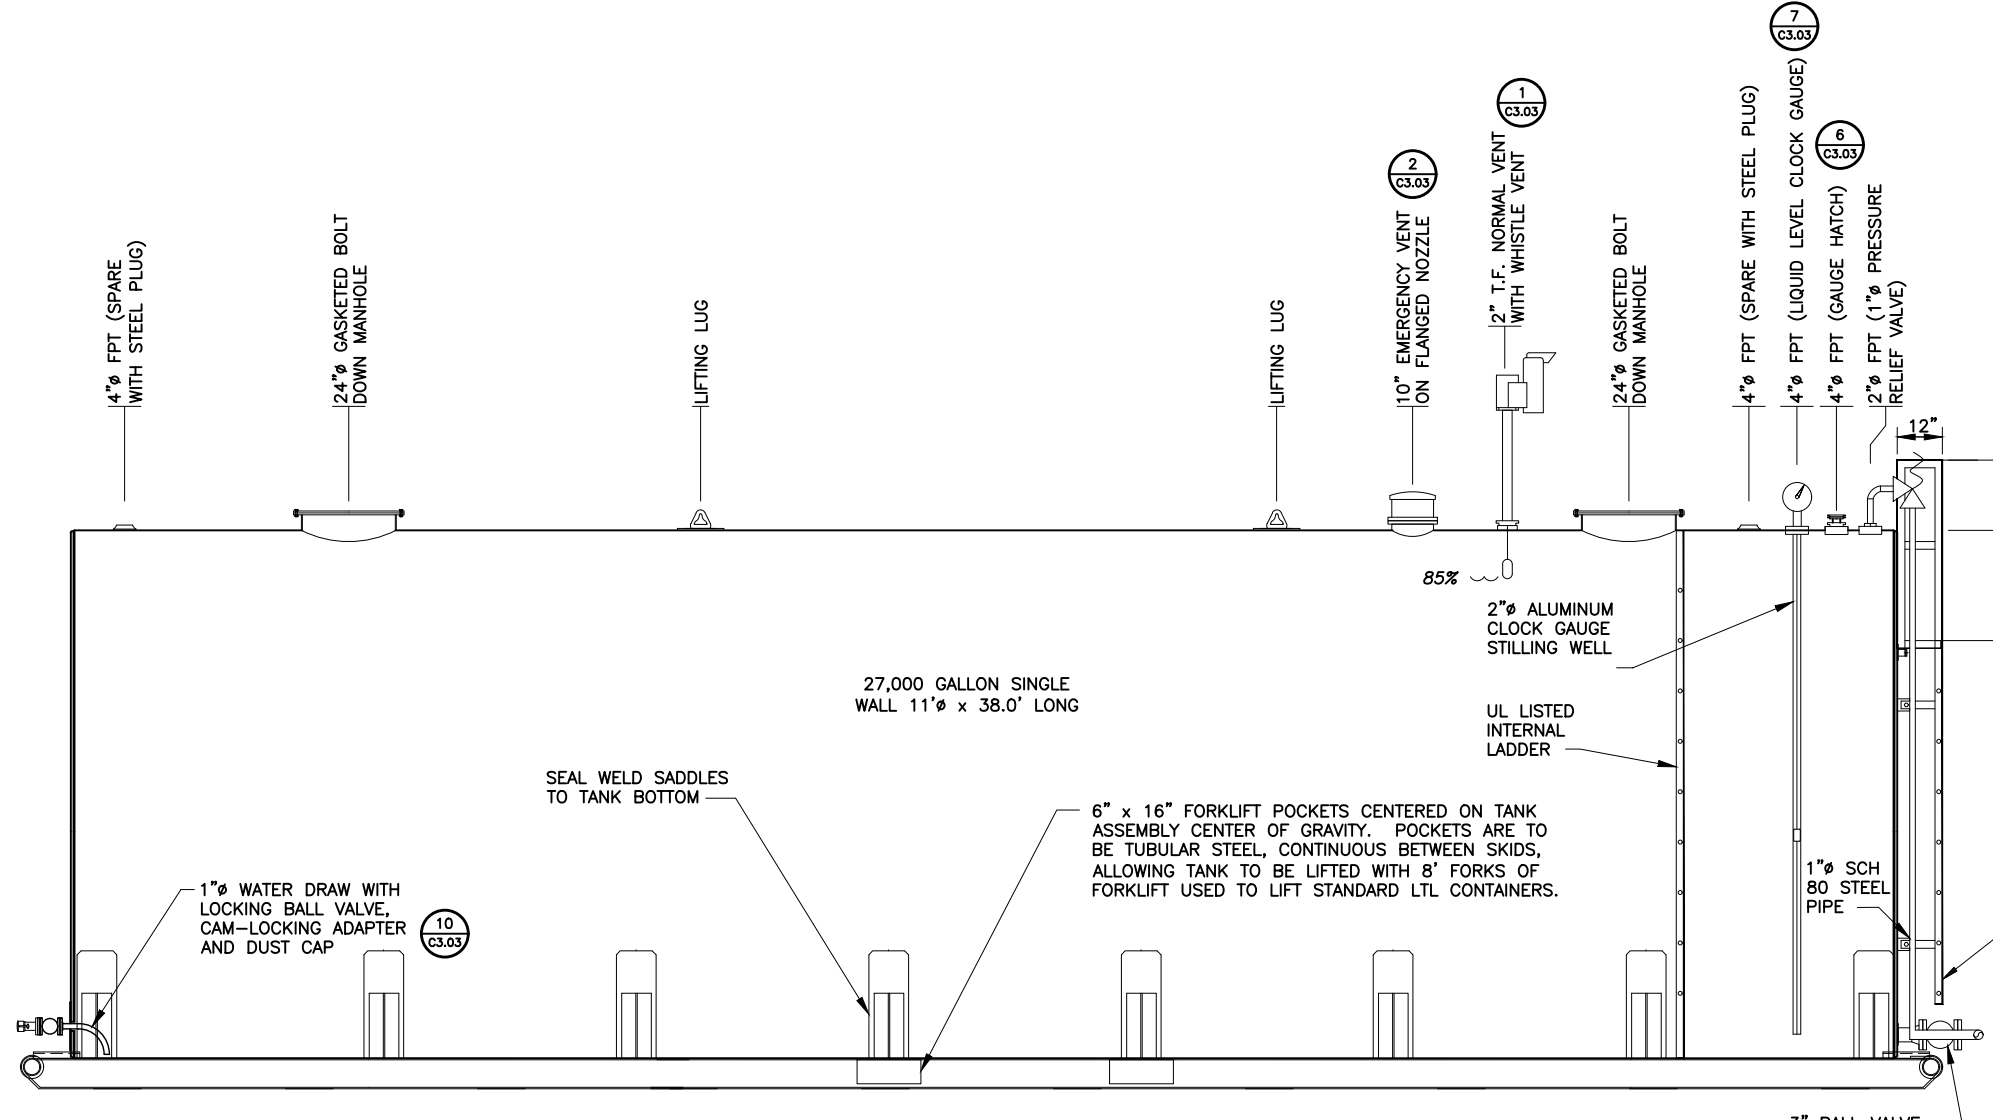 7
C3.03
1
C3.03
6
C3.03
2
C3.03
4"ø FPT (SPARE
WITH STEEL PLUG)
24"ø GASKETED BOLT
DOWN MANHOLE
LIFTING LUG
LIFTING LUG
10" EMERGENCY VENT
ON FLANGED NOZZLE
2" T.F. NORMAL VENT
WITH WHISTLE VENT
24"ø GASKETED BOLT
DOWN MANHOLE
4"ø FPT (SPARE WITH STEEL PLUG)
4"ø FPT (LIQUID LEVEL CLOCK GAUGE)
4"ø FPT (GAUGE HATCH)
2"ø FPT (1"ø PRESSURE
RELIEF VALVE)
12"
85%
2"ø ALUMINUM
CLOCK GAUGE
STILLING WELL
27,000 GALLON SINGLE
WALL 11'ø x 38.0' LONG
UL LISTED
INTERNAL
LADDER
SEAL WELD SADDLES
TO TANK BOTTOM
6" x 16" FORKLIFT POCKETS CENTERED ON TANK
ASSEMBLY CENTER OF GRAVITY. POCKETS ARE TO
BE TUBULAR STEEL, CONTINUOUS BETWEEN SKIDS,
ALLOWING TANK TO BE LIFTED WITH 8' FORKS OF
FORKLIFT USED TO LIFT STANDARD LTL CONTAINERS.
1"ø SCH
80 STEEL
PIPE
1"ø WATER DRAW WITH
LOCKING BALL VALVE,
CAM-LOCKING ADAPTER
AND DUST CAP
10
C3.03
3" BALL VALVE